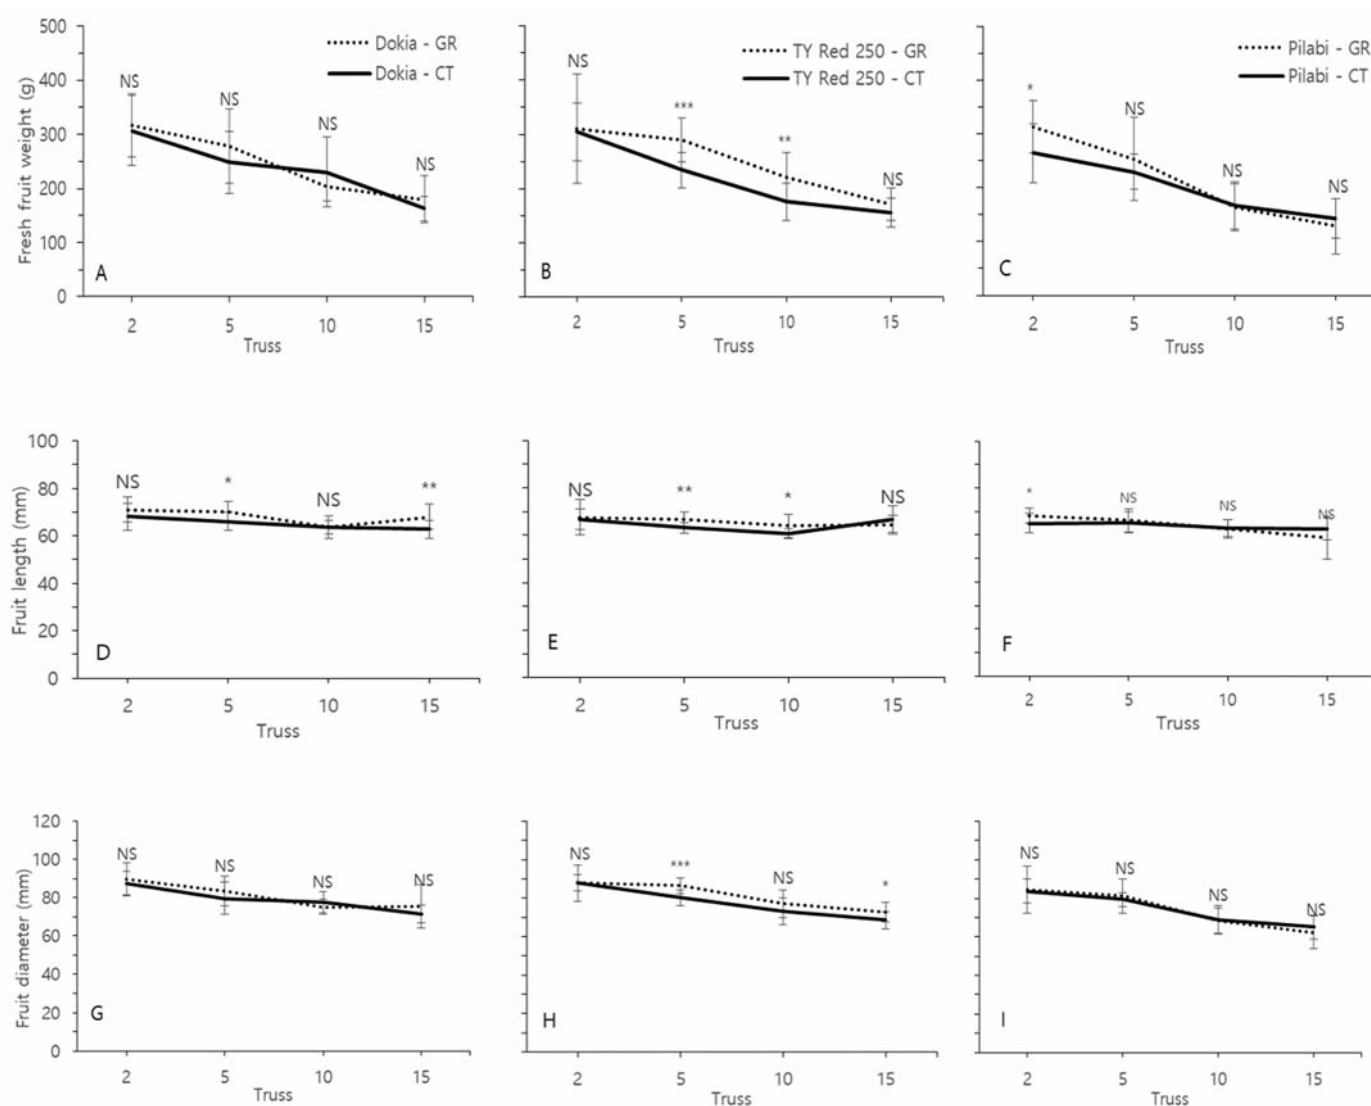 Fresh fruit weight (g)
500
400
300
200
100
0
Dokia - GR
Dokia - CT
NS
NS
NS
NS
A
2
5
10
15
Truss
TY Red 250 - GR
TY Red 250 - CT
NS
***
**
NS
B
2
5
10
15
Truss
Pilabi - GR
Pilabi - CT
*
NS
NS
NS
C
2
5
10
15
Truss
Fruit length (mm)
100
80
60
40
20
0
NS
*
NS
**
D
2
5
10
15
Truss
NS
**
*
NS
E
2
5
10
15
Truss
*
NS
NS
NS
F
2
5
10
15
Truss
Fruit diameter (mm)
120
100
80
60
40
20
0
NS
NS
NS
NS
G
2
5
10
15
Truss
NS
***
NS
*
H
2
5
10
15
Truss
NS
NS
NS
NS
I
2
5
10
15
Truss